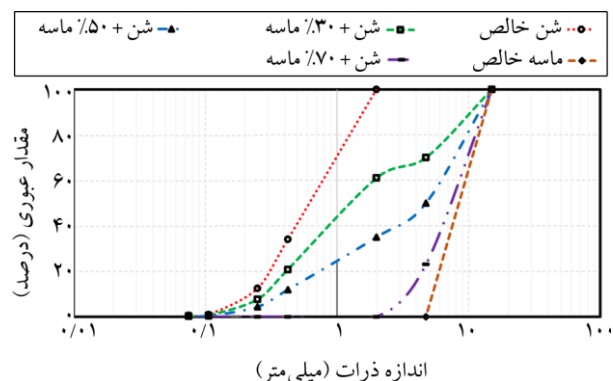 شن خالص شن + ۳۰٪ ماسه شن + ۵۰٪ ماسه
ماسه خالص شن + ۷۰٪ ماسه
۱۰۰
۸۰
۶۰
۴۰
۲۰
۰
مقدار عبوری (درصد)
۰/۰۱ ۰/۱ ۱ ۱۰ ۱۰۰
اندازه ذرات (میلی‌متر)